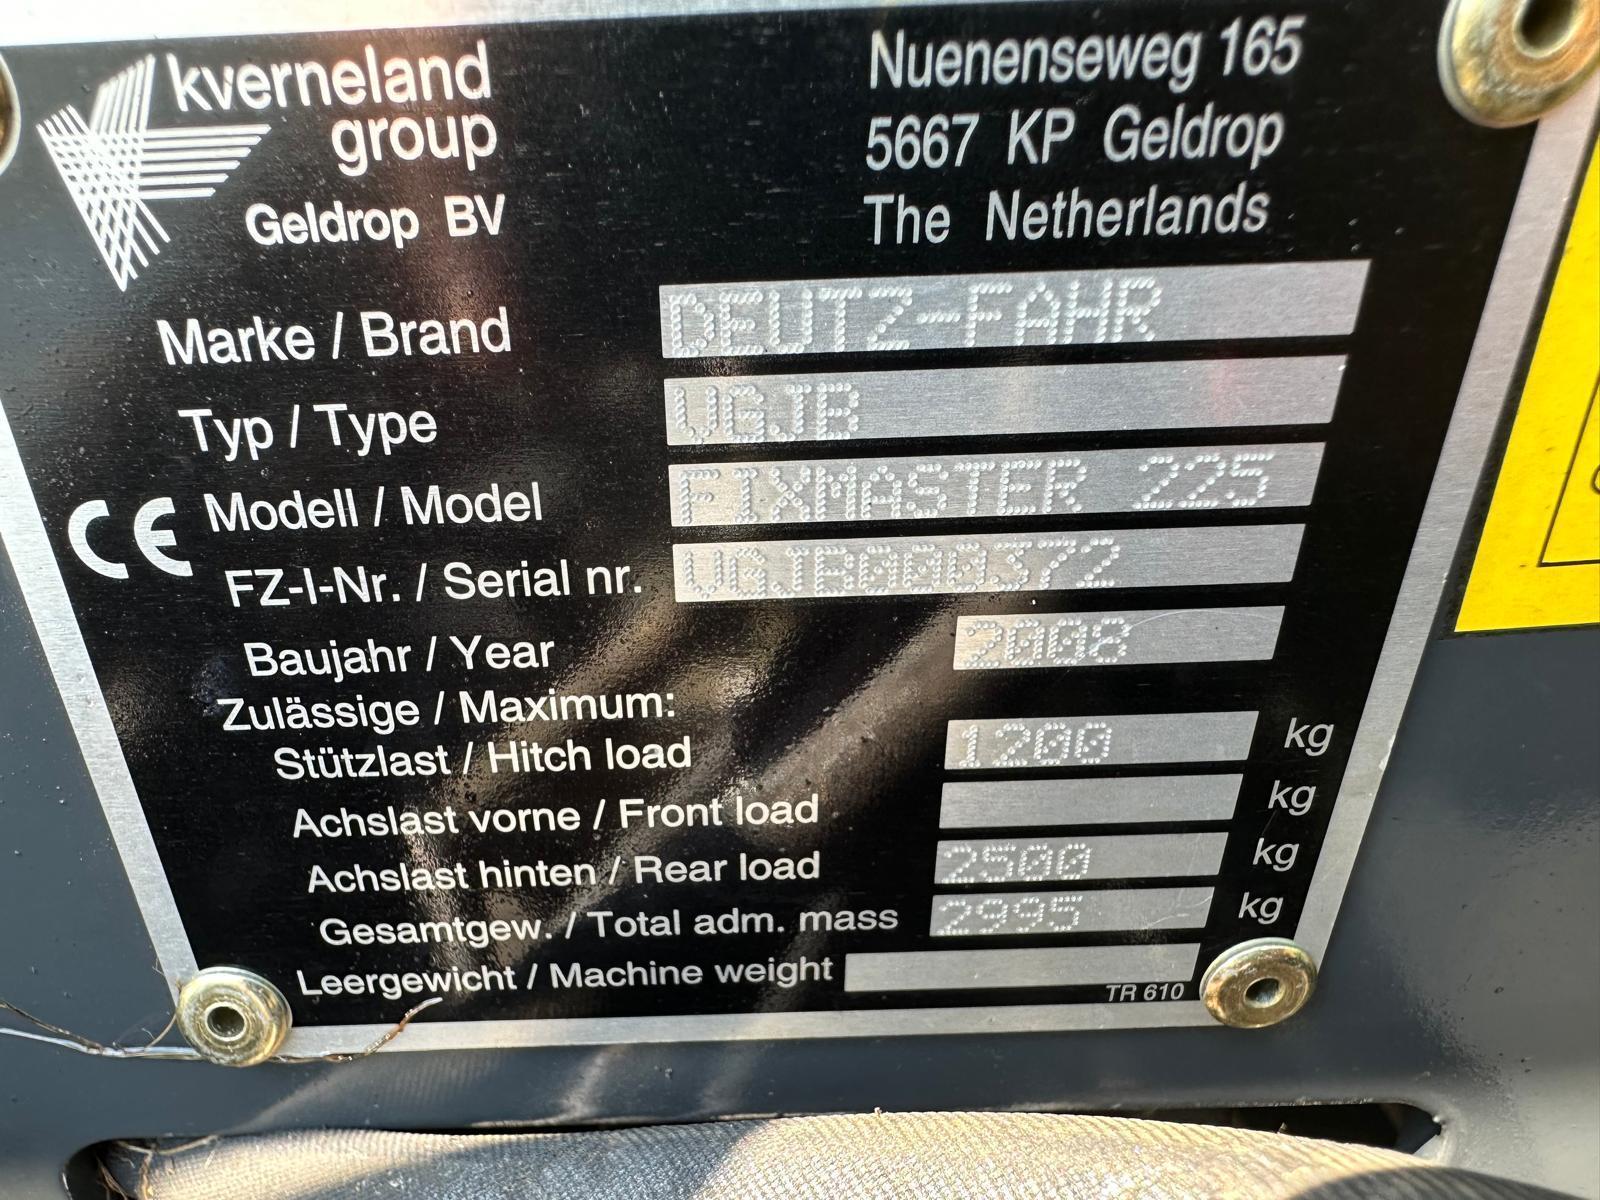 kverneland
group
Geldrop BV
Nuenenseweg 165
5667 KP Geldrop
The Netherlands
Marke / Brand DEUTZ-FAHR
Typ / Type VGJB
CE
Modell / Model FIXMASTER 225
FZ-I-Nr. / Serial nr. VGJB000372
Baujahr / Year 2008
Zulässige / Maximum:
Stützlast / Hitch load 1200 kg
Achslast vorne / Front load kg
Achslast hinten / Rear load 2500 kg
Gesamtgew. / Total adm. mass 2995 kg
Leergewicht / Machine weight
TR 610